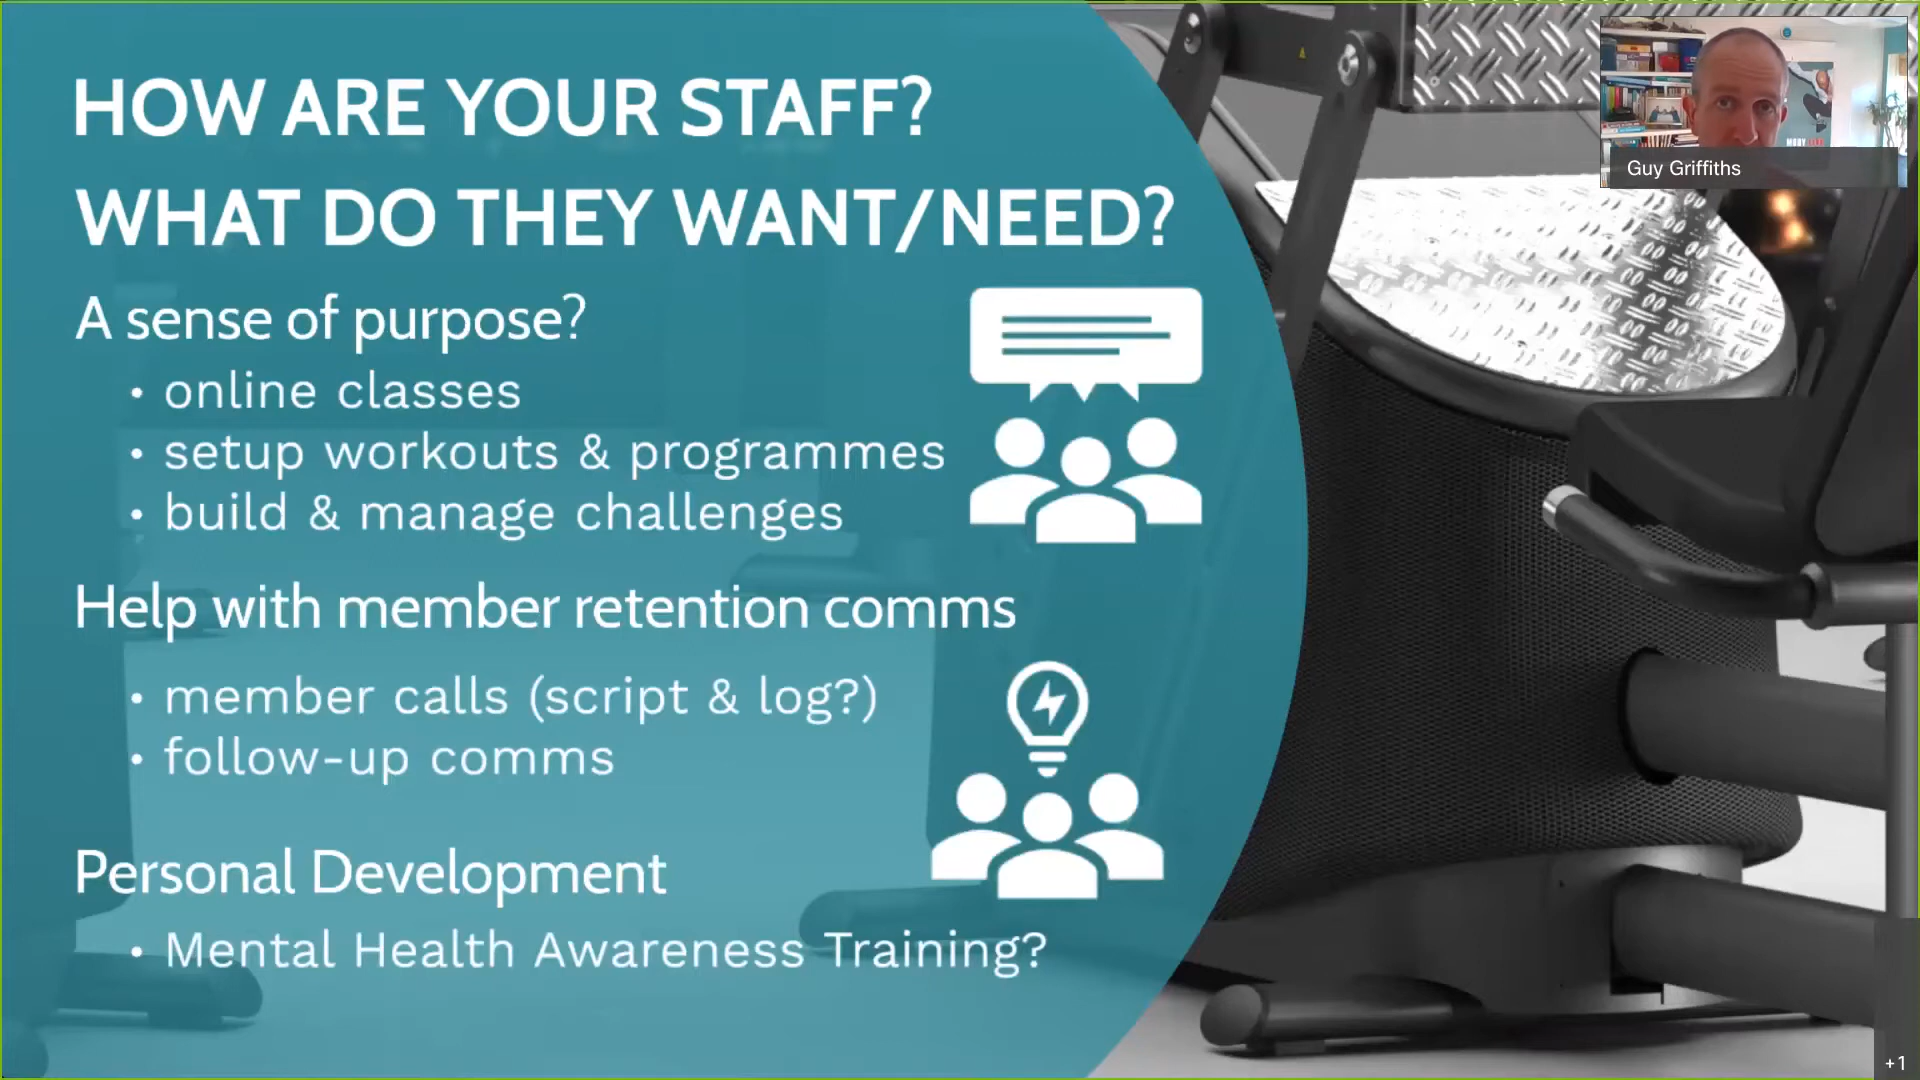 HOW ARE YOUR STAFF?
WHAT DO THEY WANT/NEED?
A sense of purpose?
• online classes
• setup workouts & programmes
• build & manage challenges
Help with member retention comms
• member calls (script & log?)
• follow-up comms
Personal Development
• Mental Health Awareness Training?
Guy Griffiths
+1